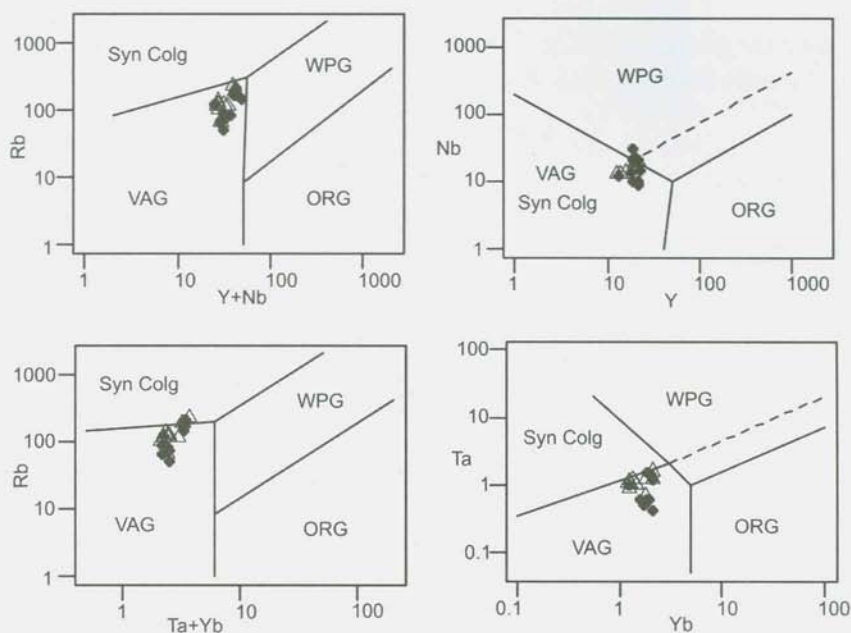 1000
100
10
1
Rb
Syn Colg
WPG
VAG
ORG
1
10
100
1000
Y+Nb
1000
100
10
1
Nb
WPG
VAG
Syn Colg
ORG
1
10
100
1000
Y
1000
100
10
1
Rb
Syn Colg
WPG
VAG
ORG
1
10
100
Ta+Yb
100
10
1
0.1
Ta
WPG
Syn Colg
VAG
ORG
0.1
1
10
100
Yb